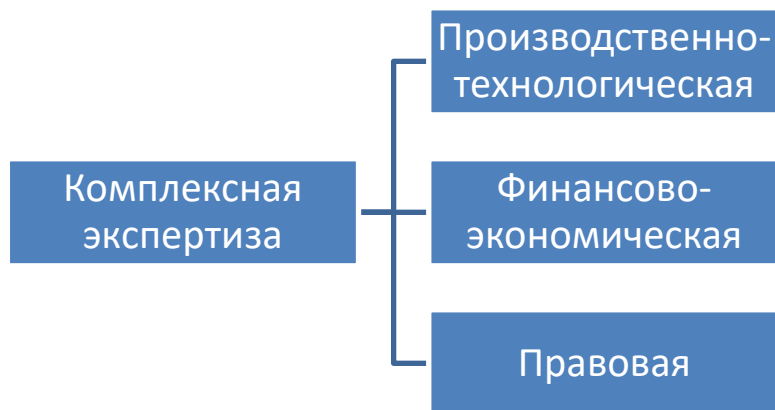 Производственно-
технологическая
Комплексная
экспертиза
Финансово-
экономическая
Правовая